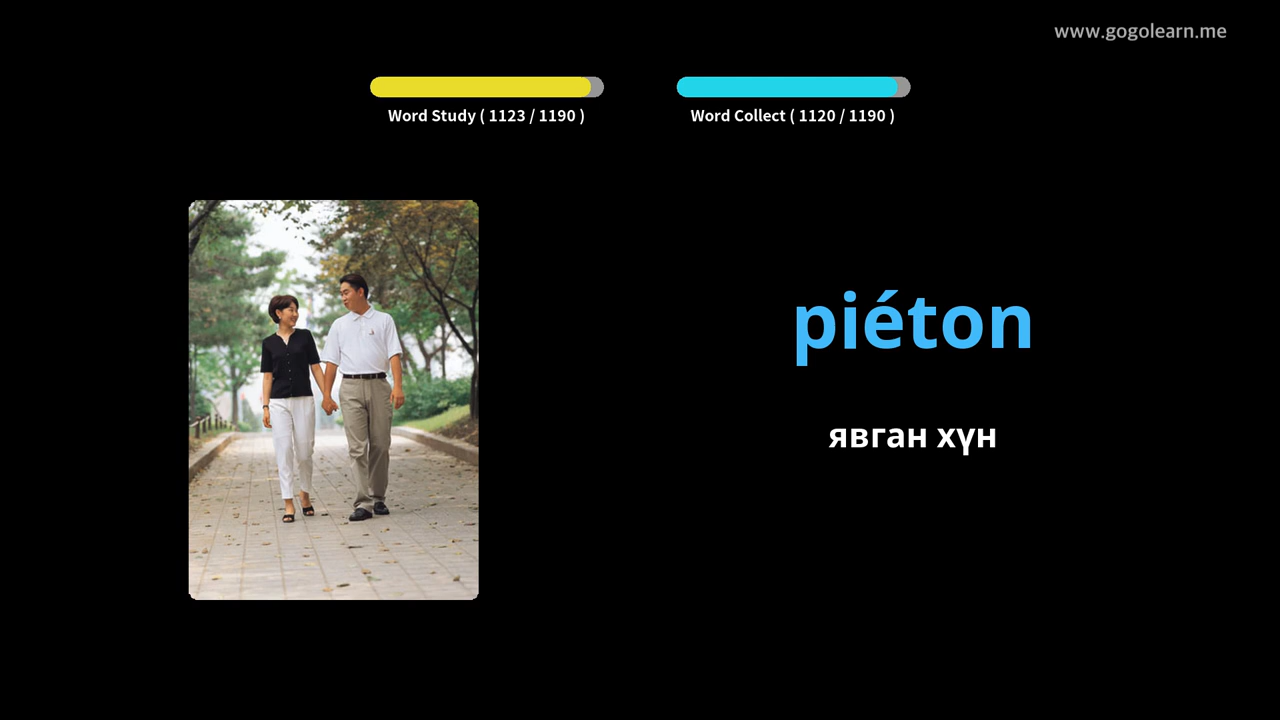 www.gogolearn.me
Word Study ( 1123 / 1190 )
Word Collect ( 1120 / 1190 )
piéton
явган хүн